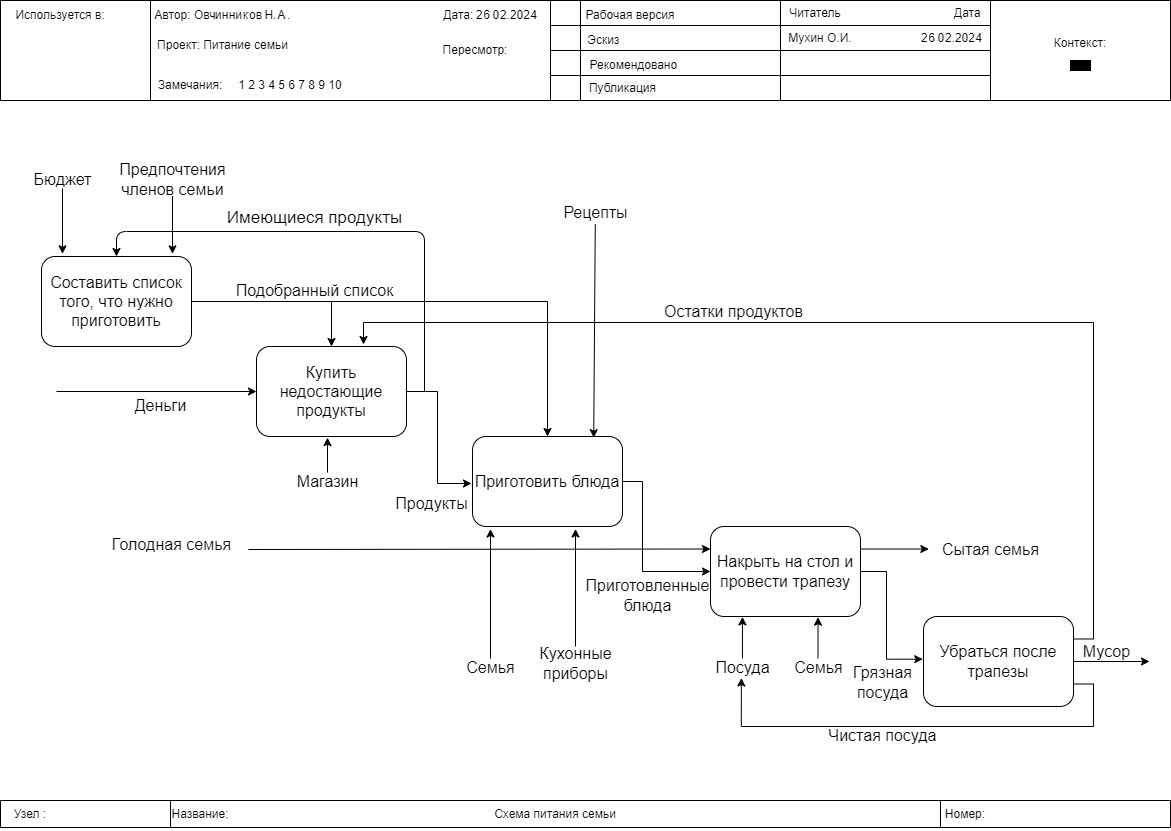 Используется в:
Автор: Овчинников Н.А.
Дата: 26 02.2024
Проект: Питание семьи
Пересмотр:
Замечания: 1 2 3 4 5 6 7 8 9 10
Рабочая версия
Эскиз
Рекомендовано
Публикация
Читатель Дата
Мухин О.И. 26 02.2024
Контекст:
Бюджет
Предпочтения
членов семьи
Имеющиеся продукты
Рецепты
Составить список
того, что нужно
приготовить
Подобранный список
Остатки продуктов
Купить
недостающие
продукты
Деньги
Магазин
Приготовить блюда
Продукты
Голодная семья
Накрыть на стол и
провести трапезу
Сытая семья
Приготовленные
блюда
Семья
Кухонные
приборы
Посуда
Семья
Грязная
посуда
Убраться после
трапезы
Мусор
Чистая посуда
Узел :
Название:
Схема питания семьи
Номер: